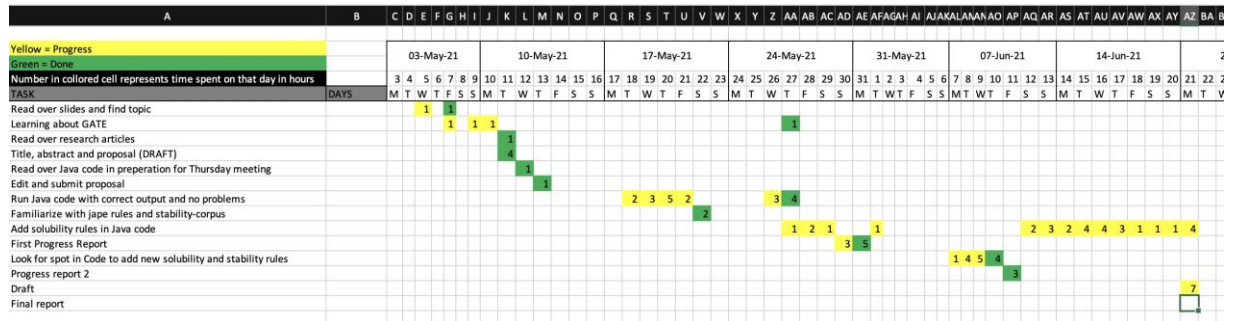 A B C D E F G H I J K L M N O P Q R S T U V W X Y Z AA AB AC AD AE AF AG AH AI AJ AK AL AM AN AO AP AQ AR AS AT AU AV AW AX AY AZ BA B
Yellow = Progress
Green = Done
03-May-21 10-May-21 17-May-21 24-May-21 31-May-21 07-Jun-21 14-Jun-21 2
Number in collored cell represents time spent on that day in hours 3 4 5 6 7 8 9 10 11 12 13 14 15 16 17 18 19 20 21 22 23 24 25 26 27 28 29 30 31 1 2 3 4 5 6 7 8 9 10 11 12 13 14 15 16 17 18 19 20 21 22 2
TASK DAYS M T W T F S S M T W T F S S M T W T F S S M T W T F S S M T W T F S S M T W T F S S M T W T F S S M T W
Read over slides and find topic 1 1
Learning about GATE 1 1 1 1
Read over research articles 1
Title, abstract and proposal (DRAFT) 4
Read over Java code in preperation for Thursday meeting 1
Edit and submit proposal 1
Run Java code with correct output and no problems 2 3 5 2 3 4
Familiarize with jape rules and stability-corpus 2
Add solubility rules in Java code 1 2 1 1 2 3 2 4 4 3 1 1 1 4
First Progress Report 3 5
Look for spot in Code to add new solubility and stability rules 1 4 5 4
Progress report 2 3
Draft 7
Final report